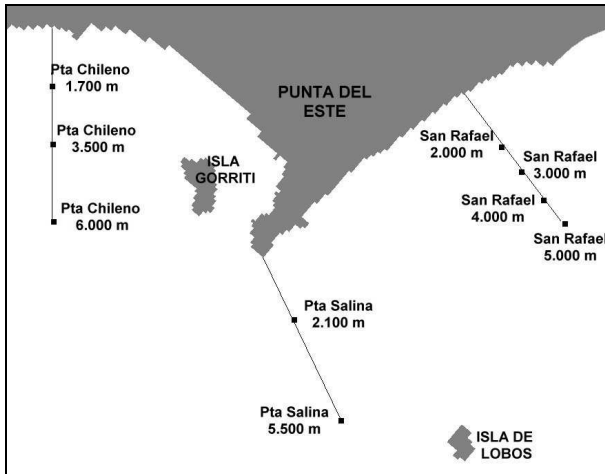 Pta Chileno
1.700 m
Pta Chileno
3.500 m
Pta Chileno
6.000 m
ISLA
GORRITI
PUNTA DEL
ESTE
San Rafael
2.000 m
San Rafael
3.000 m
San Rafael
4.000 m
San Rafael
5.000 m
Pta Salina
2.100 m
Pta Salina
5.500 m
ISLA DE
LOBOS